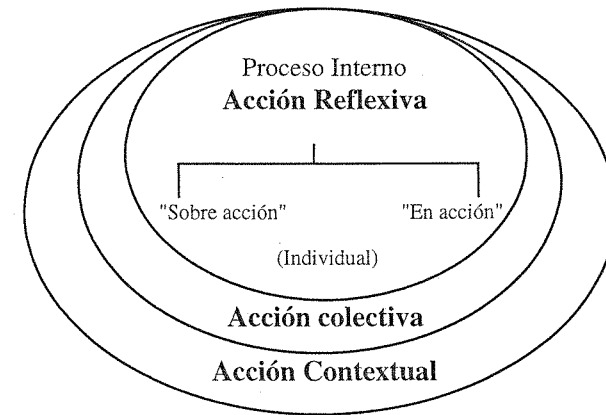 Proceso Interno
Acción Reflexiva
"Sobre acción" "En acción"
(Individual)
Acción colectiva
Acción Contextual